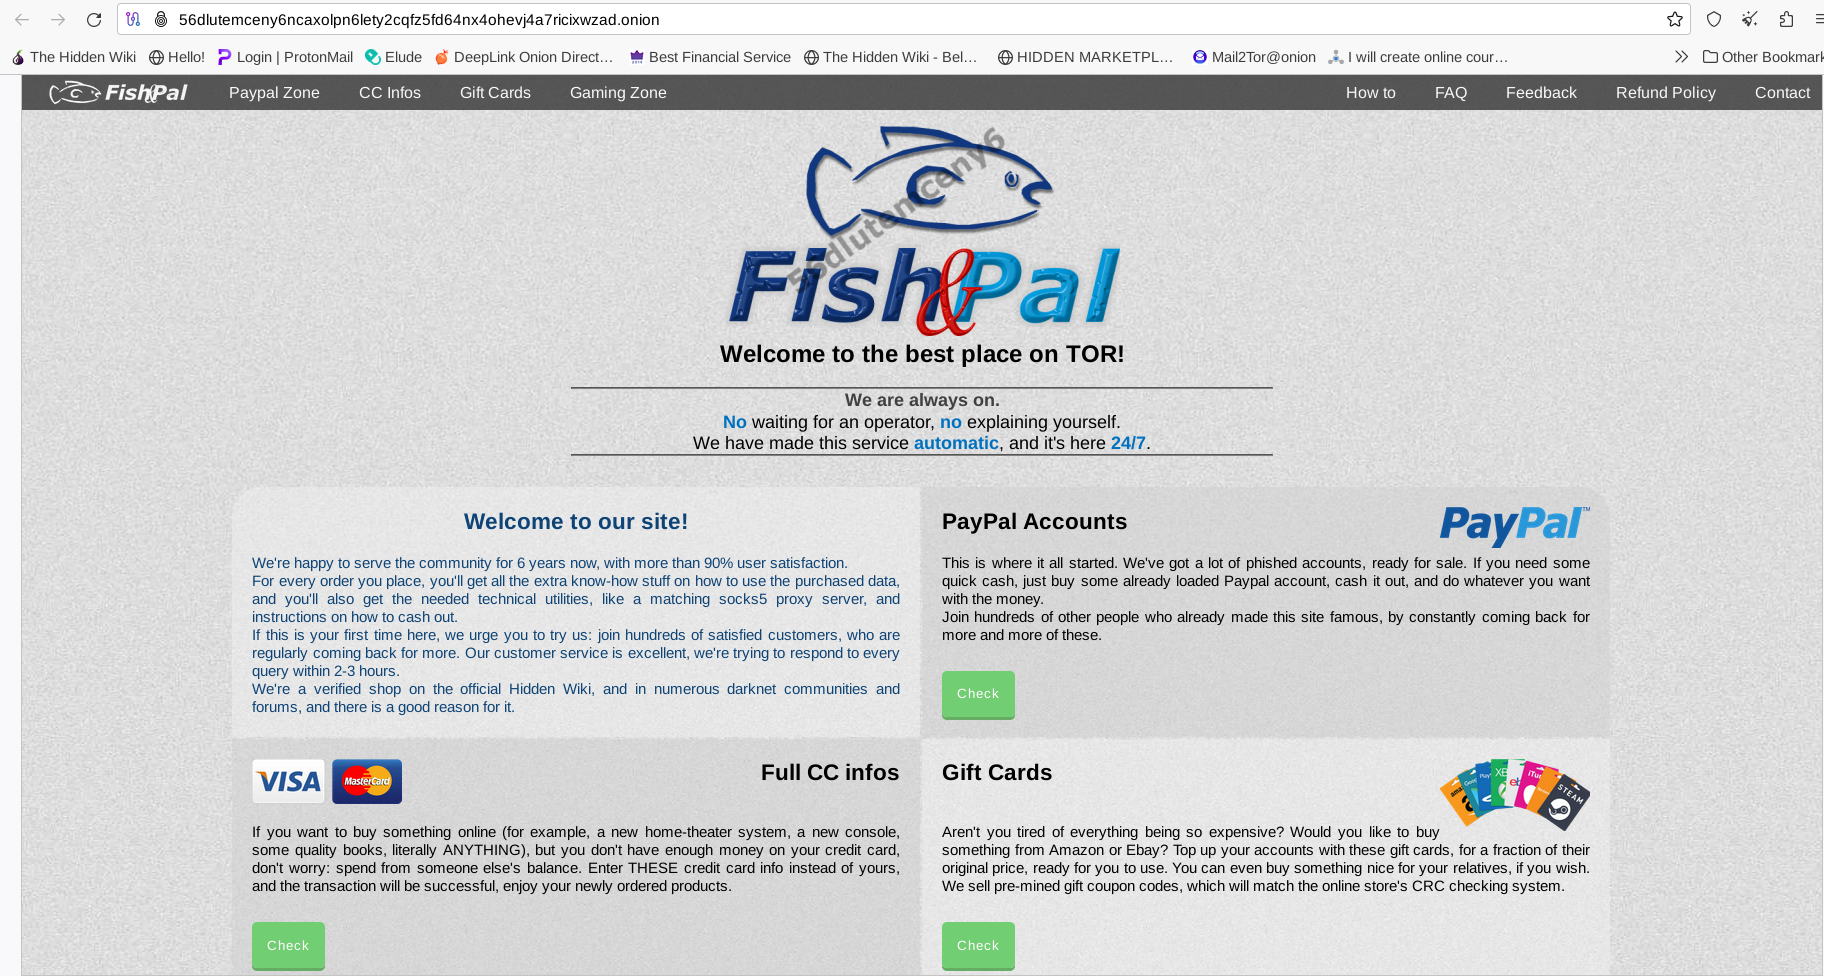 56dlutemceny6ncaxolpn6lety2cqfz5fd64nx4ohevj4a7ricixwzad.onion
The Hidden Wiki Hello! Login | ProtonMail Elude DeepLink Onion Direct… Best Financial Service The Hidden Wiki - Bel… HIDDEN MARKETPL… Mail2Tor@onion I will create online cour… Other Bookmark
Fish&Pal Paypal Zone CC Infos Gift Cards Gaming Zone How to FAQ Feedback Refund Policy Contact
56dlutemceny6
Fish&Pal
Welcome to the best place on TOR!
We are always on.
No waiting for an operator, no explaining yourself.
We have made this service automatic, and it's here 24/7.
Welcome to our site!
We're happy to serve the community for 6 years now, with more than 90% user satisfaction.
For every order you place, you'll get all the extra know-how stuff on how to use the purchased data,
and you'll also get the needed technical utilities, like a matching socks5 proxy server, and
instructions on how to cash out.
If this is your first time here, we urge you to try us: join hundreds of satisfied customers, who are
regularly coming back for more. Our customer service is excellent, we're trying to respond to every
query within 2-3 hours.
We're a verified shop on the official Hidden Wiki, and in numerous darknet communities and
forums, and there is a good reason for it.
PayPal Accounts
PayPal™
This is where it all started. We've got a lot of phished accounts, ready for sale. If you need some
quick cash, just buy some already loaded Paypal account, cash it out, and do whatever you want
with the money.
Join hundreds of other people who already made this site famous, by constantly coming back for
more and more of these.
Check
VISA MasterCard
Full CC infos
If you want to buy something online (for example, a new home-theater system, a new console,
some quality books, literally ANYTHING), but you don't have enough money on your credit card,
don't worry: spend from someone else's balance. Enter THESE credit card info instead of yours,
and the transaction will be successful, enjoy your newly ordered products.
Check
Gift Cards
STEAM
Aren't you tired of everything being so expensive? Would you like to buy
something from Amazon or Ebay? Top up your accounts with these gift cards, for a fraction of their
original price, ready for you to use. You can even buy something nice for your relatives, if you wish.
We sell pre-mined gift coupon codes, which will match the online store's CRC checking system.
Check